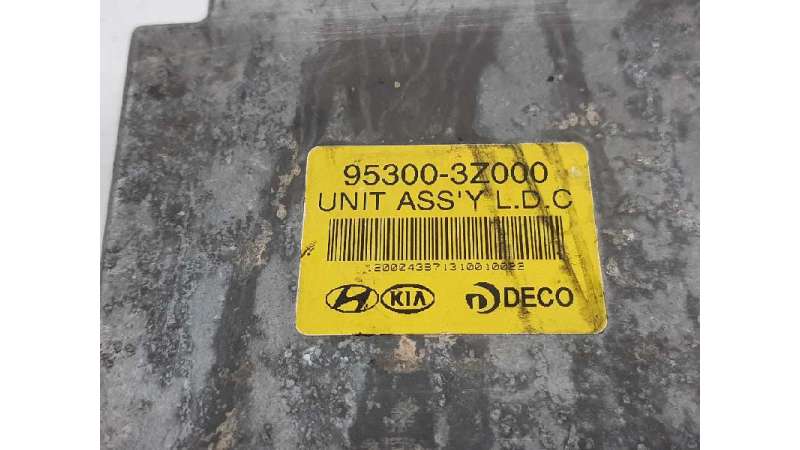 95300-3Z000
UNIT ASS'Y L.D.C
KIA DECO